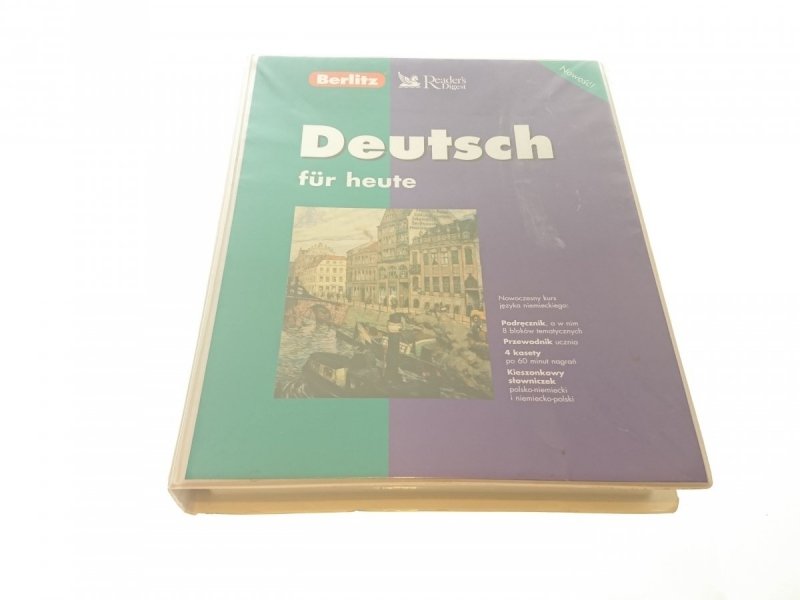 Berlitz
Reader's
Digest
Nowość!
Deutsch
für heute
Nowoczesny kurs
języka niemieckiego:
Podręcznik, a w nim
8 bloków tematycznych
Przewodnik ucznia
4 kasety
po 60 minut nagrań
Kieszonkowy
słowniczek
polsko-niemiecki
i niemiecko-polski